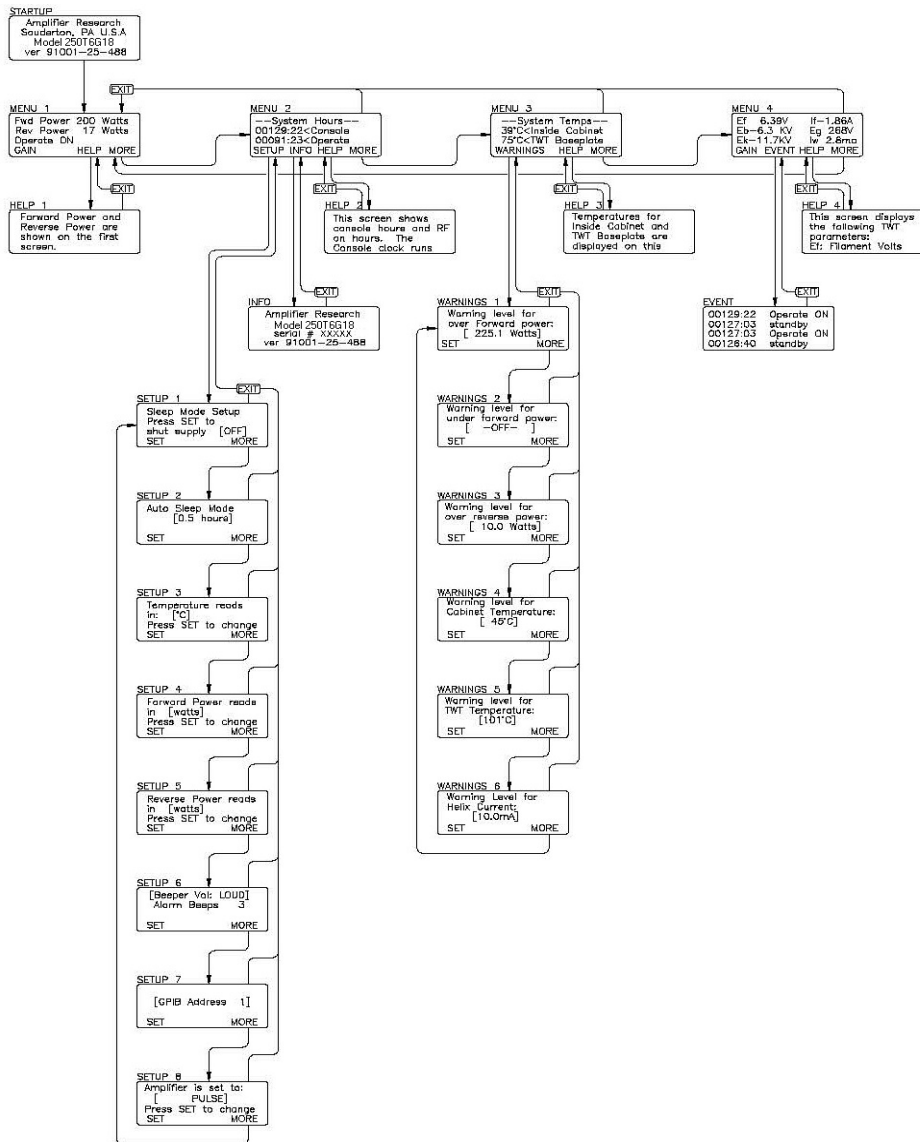 STARTUP
Amplifier Research
Souderton, PA U.S.A
Model 250T6G18
ver 91001-25-488
EXIT
MENU 1
Fwd Power 200 Watts
Rev Power 17 Watts
Operate ON
GAIN HELP MORE
MENU 2
--System Hours--
00129:22<Console
00091:23<Operate
SETUP INFO HELP MORE
MENU 3
--System Temps--
39°C<Inside Cabinet
75°C<TWT Baseplate
WARNINGS HELP MORE
MENU 4
Ef 6.39V If-1.86A
Eb-6.3 KV Eg 268V
Ek-11.7KV Iw 2.8ma
GAIN EVENT HELP MORE
EXIT
EXIT
EXIT
EXIT
HELP 1
Forward Power and
Reverse Power are
shown on the first
screen.
HELP 2
This screen shows
console hours and RF
on hours. The
Console clock runs
HELP 3
Temperatures for
Inside Cabinet and
TWT Baseplate are
displayed on this
HELP 4
This screen displays
the following TWT
parameters:
Ef: Filament Volts
EXIT
EXIT
EXIT
INFO
Amplifier Research
Model 250T6G18
serial # XXXXX
ver 91001-25-488
WARNINGS 1
Warning level for
over Forward power:
[ 225.1 Watts]
SET MORE
EVENT
00129:22 Operate ON
00127:03 standby
00127:03 Operate ON
00126:40 standby
EXIT
SETUP 1
Sleep Mode Setup
Press SET to
shut supply [OFF]
SET MORE
WARNINGS 2
Warning level for
under forward power:
[ -OFF- ]
SET MORE
SETUP 2
Auto Sleep Mode
[0.5 hours]
SET MORE
WARNINGS 3
Warning level for
over reverse power:
[ 10.0 Watts]
SET MORE
SETUP 3
Temperature reads
in: [°C]
Press SET to change
SET MORE
WARNINGS 4
Warning level for
Cabinet Temperature:
[ 45°C]
SET MORE
SETUP 4
Forward Power reads
in [watts]
Press SET to change
SET MORE
WARNINGS 5
Warning level for
TWT Temperature:
[101°C]
SET MORE
SETUP 5
Reverse Power reads
in [watts]
Press SET to change
SET MORE
WARNINGS 6
Warning Level for
Helix Current:
[10.0mA]
SET MORE
SETUP 6
[Beeper Vol: LOUD]
Alarm Beeps 3
SET MORE
SETUP 7
[GPIB Address 1]
SET MORE
SETUP 8
Amplifier is set to:
[ PULSE]
Press SET to change
SET MORE